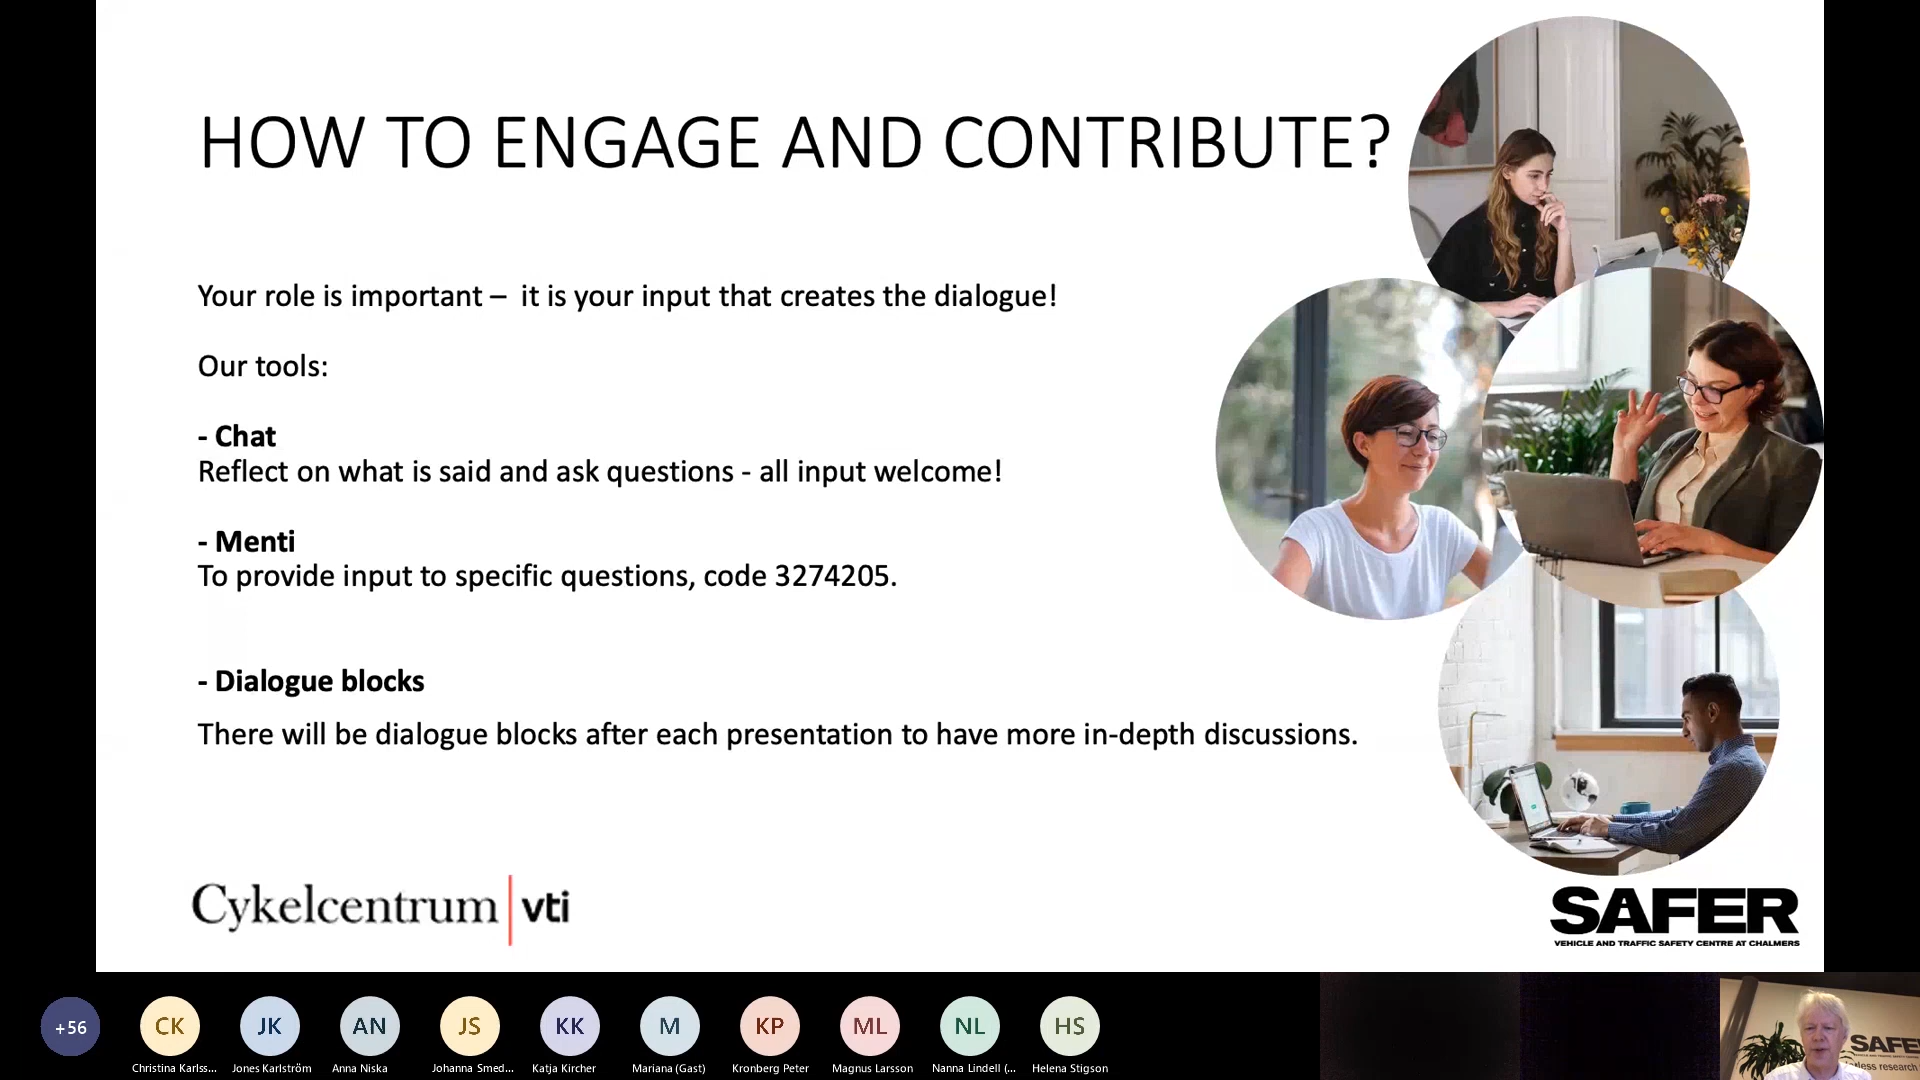 HOW TO ENGAGE AND CONTRIBUTE?
Your role is important – it is your input that creates the dialogue!
Our tools:
- Chat
Reflect on what is said and ask questions - all input welcome!
- Menti
To provide input to specific questions, code 3274205.
- Dialogue blocks
There will be dialogue blocks after each presentation to have more in-depth discussions.
Cykelcentrum vti
SAFER
VEHICLE AND TRAFFIC SAFETY CENTRE AT CHALMERS
+56
CK
JK
AN
JS
KK
M
KP
ML
NL
HS
Christina Karlss...
Jones Karlström
Anna Niska
Johanna Smed...
Katja Kircher
Mariana (Gast)
Kronberg Peter
Magnus Larsson
Nanna Lindell (...
Helena Stigson
SAFE
research